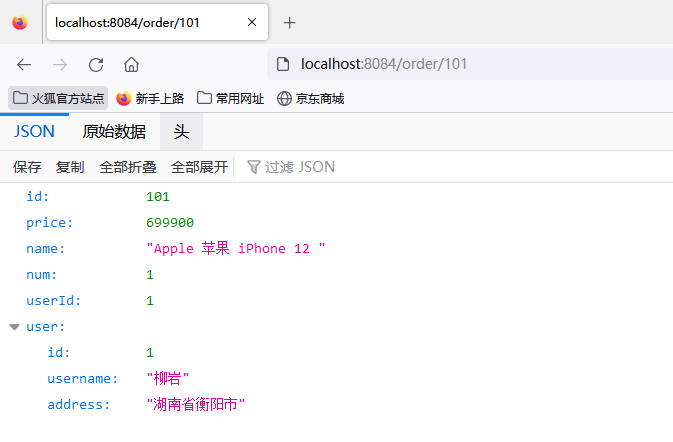 localhost:8084/order/101
localhost:8084/order/101
火狐官方站点 新手上路 常用网址 京东商城
JSON 原始数据 头
保存 复制 全部折叠 全部展开 过滤 JSON
id: 101
price: 699900
name: "Apple 苹果 iPhone 12 "
num: 1
userId: 1
user:
id: 1
username: "柳岩"
address: "湖南省衡阳市"